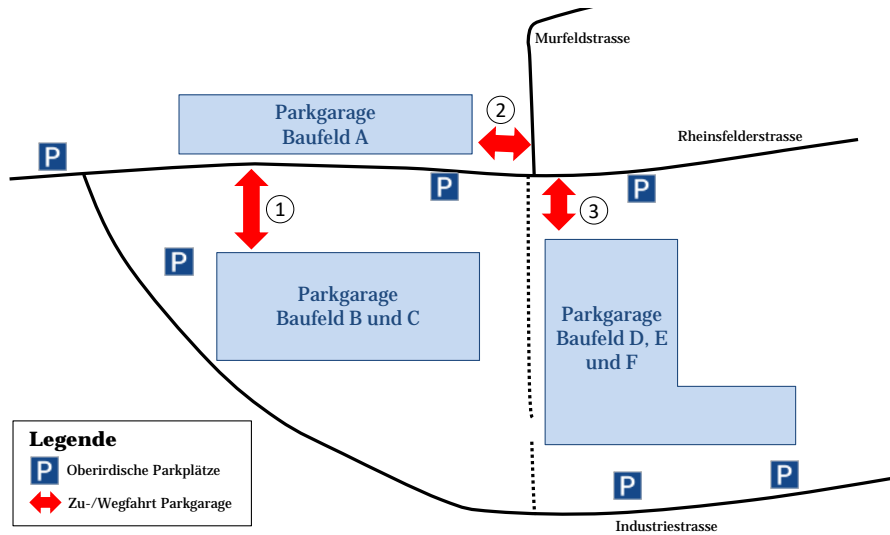 Murfeldstrasse
Parkgarage
Baufeld A
2
Rheinsfelderstrasse
P
P
P
1
3
P
Parkgarage
Baufeld B und C
Parkgarage
Baufeld D, E
und F
Legende
P Oberirdische Parkplätze
Zu-/Wegfahrt Parkgarage
P
P
Industriestrasse